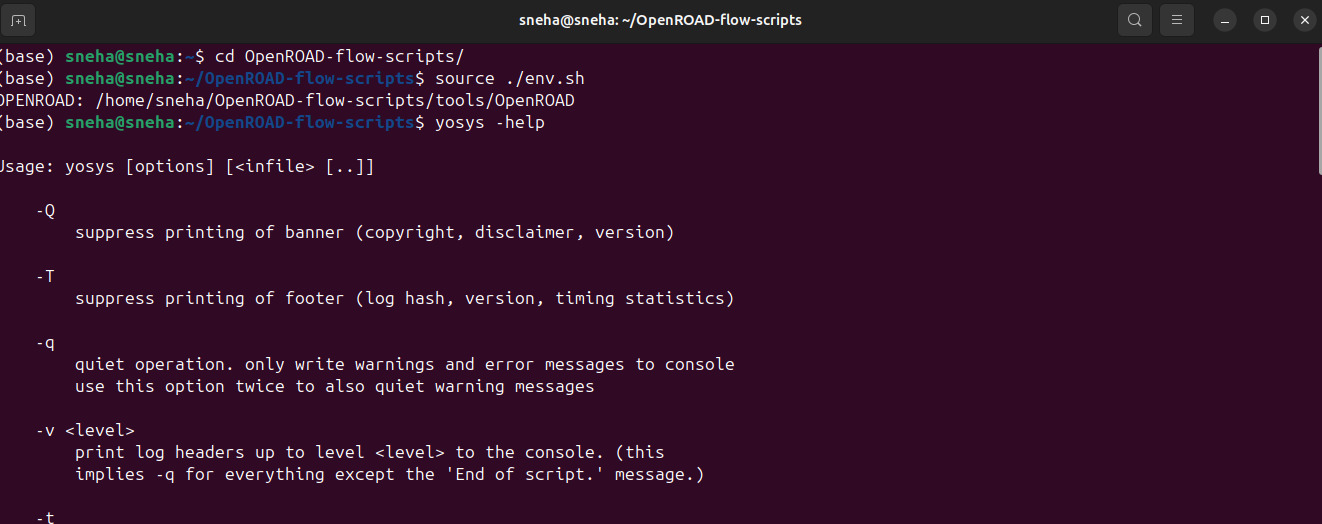 sneha@sneha: ~/OpenROAD-flow-scripts
(base) sneha@sneha:~$ cd OpenROAD-flow-scripts/
(base) sneha@sneha:~/OpenROAD-flow-scripts$ source ./env.sh
OPENROAD: /home/sneha/OpenROAD-flow-scripts/tools/OpenROAD
(base) sneha@sneha:~/OpenROAD-flow-scripts$ yosys -help
Usage: yosys [options] [<infile> [..]]
-Q
suppress printing of banner (copyright, disclaimer, version)
-T
suppress printing of footer (log hash, version, timing statistics)
-q
quiet operation. only write warnings and error messages to console
use this option twice to also quiet warning messages
-v <level>
print log headers up to level <level> to the console. (this
implies -q for everything except the 'End of script.' message.)
-t